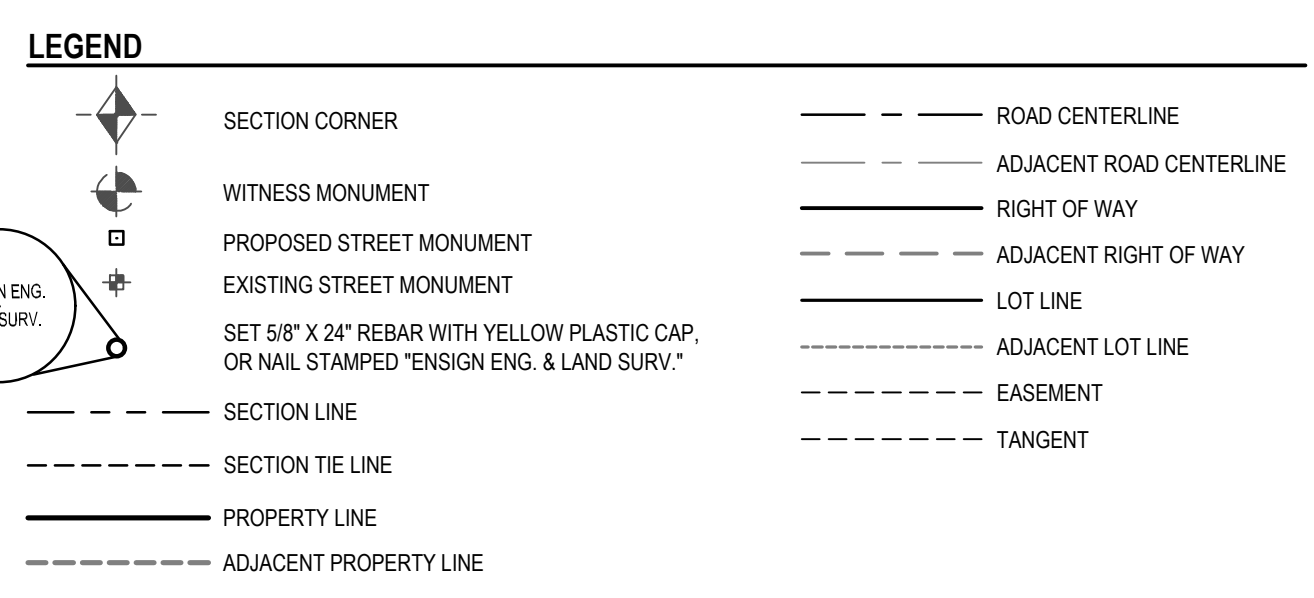 LEGEND
SECTION CORNER
WITNESS MONUMENT
PROPOSED STREET MONUMENT
EXISTING STREET MONUMENT
N ENG.
SURV.
SET 5/8" X 24" REBAR WITH YELLOW PLASTIC CAP,
OR NAIL STAMPED "ENSIGN ENG. & LAND SURV."
SECTION LINE
SECTION TIE LINE
PROPERTY LINE
ADJACENT PROPERTY LINE
ROAD CENTERLINE
ADJACENT ROAD CENTERLINE
RIGHT OF WAY
ADJACENT RIGHT OF WAY
LOT LINE
ADJACENT LOT LINE
EASEMENT
TANGENT